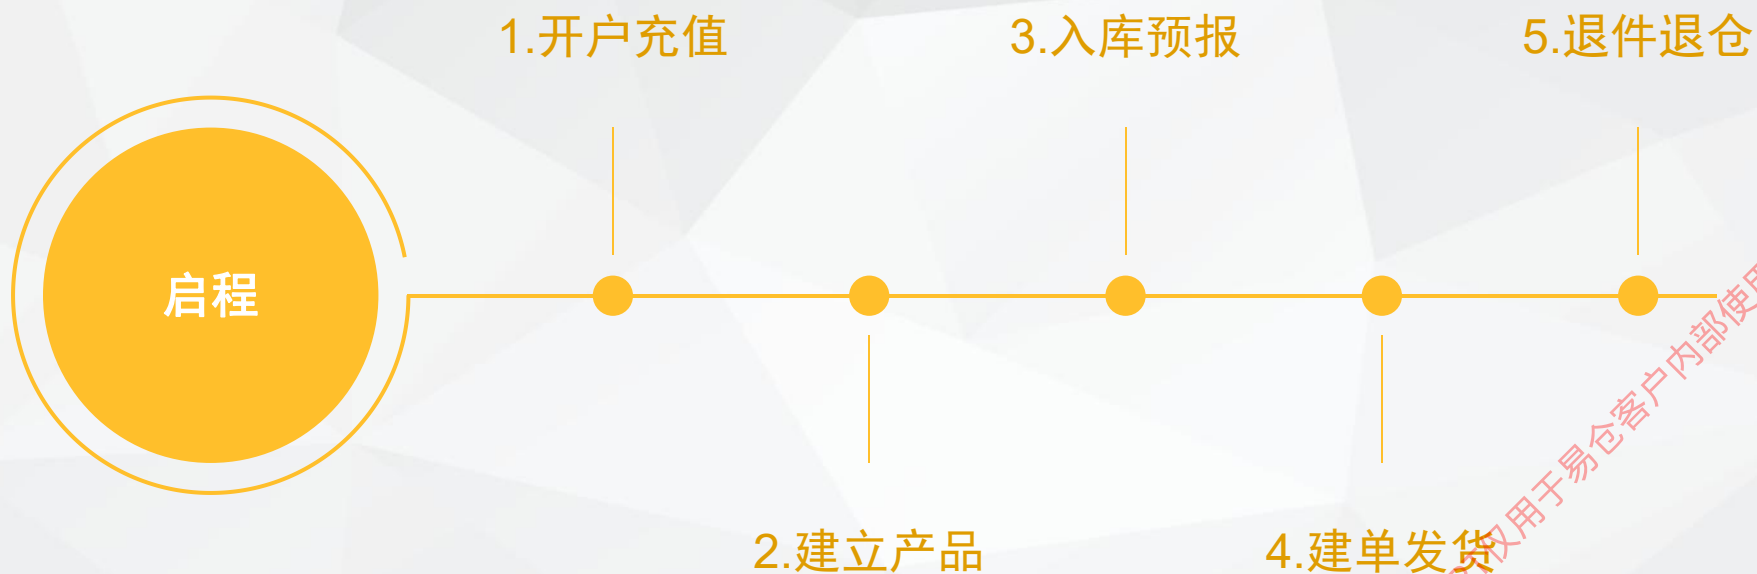 1.开户充值
3.入库预报
5.退件退仓
启程
2.建立产品
4.建单发货
仅用于易仓客户内部使用